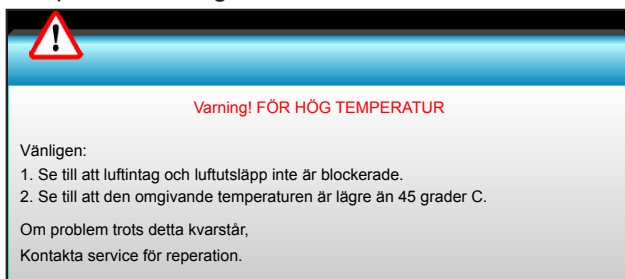 Varning! FÖR HÖG TEMPERATUR
Vänligen:
1. Se till att luftintag och luftutsläpp inte är blockerade.
2. Se till att den omgivande temperaturen är lägre än 45 grader C.
Om problem trots detta kvarstår,
Kontakta service för reperation.